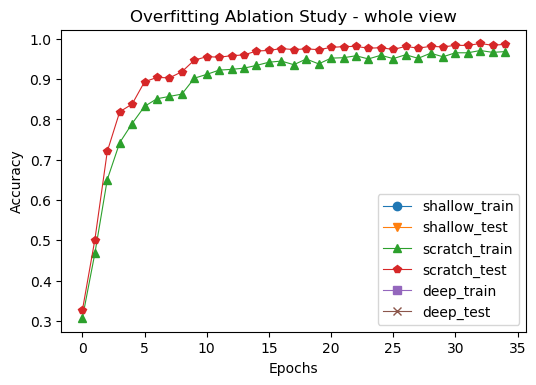 Overfitting Ablation Study - whole view
Accuracy
1.0
0.9
0.8
0.7
0.6
0.5
0.4
0.3
shallow_train
shallow_test
scratch_train
scratch_test
deep_train
deep_test
0 5 10 15 20 25 30 35
Epochs